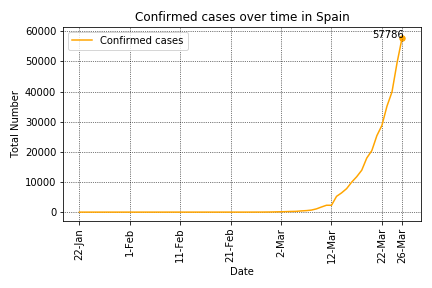 Confirmed cases over time in Spain
Confirmed cases
57786
60000
50000
40000
30000
20000
10000
0
Total Number
22-Jan
1-Feb
11-Feb
21-Feb
2-Mar
12-Mar
22-Mar
26-Mar
Date